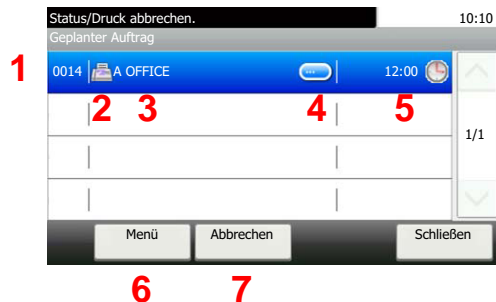 Status/Druck abbrechen. 10:10
Geplanter Auftrag
1 0014 A OFFICE 12:00
2 3 4 5
1/1
Menü Abbrechen Schließen
6 7